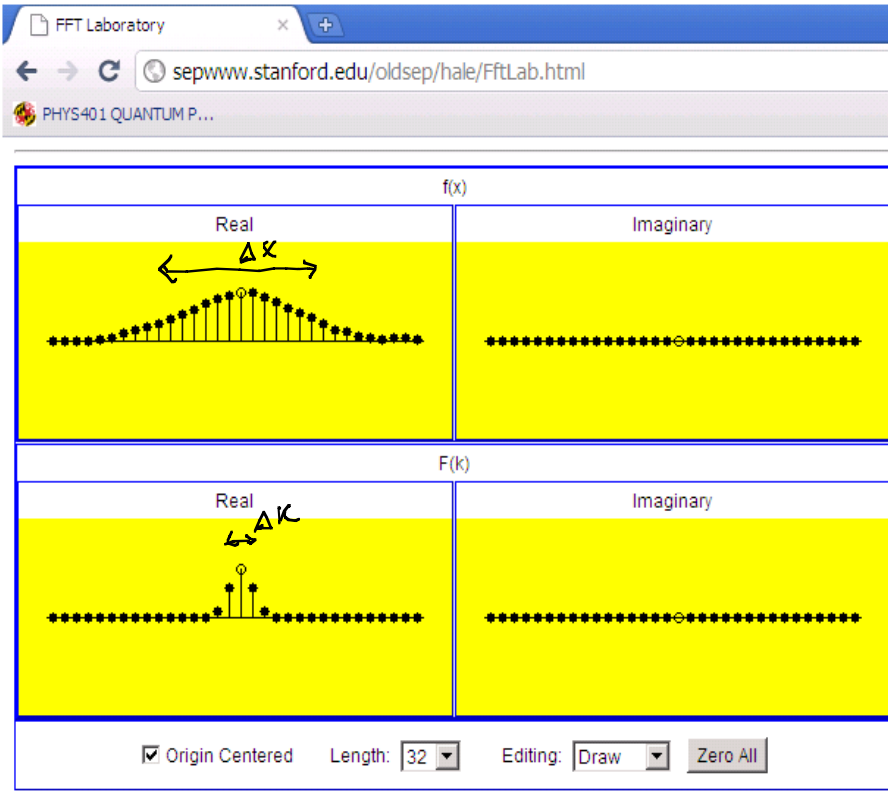 FFT Laboratory
sepwww.stanford.edu/oldsep/hale/FftLab.html
PHYS401 QUANTUM P...
f(x)
Real Imaginary
Δx
F(k)
Real Imaginary
Δk
Origin Centered Length: 32 Editing: Draw Zero All